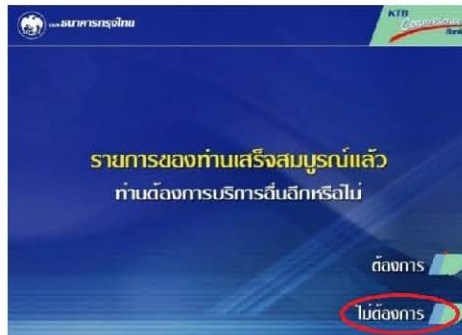 ธนาคารกรุงไทย
KTB
รายการของท่านเสร็จสมบูรณ์แล้ว
ท่านต้องการบริการอื่นอีกหรือไม่
ต้องการ
ไม่ต้องการ